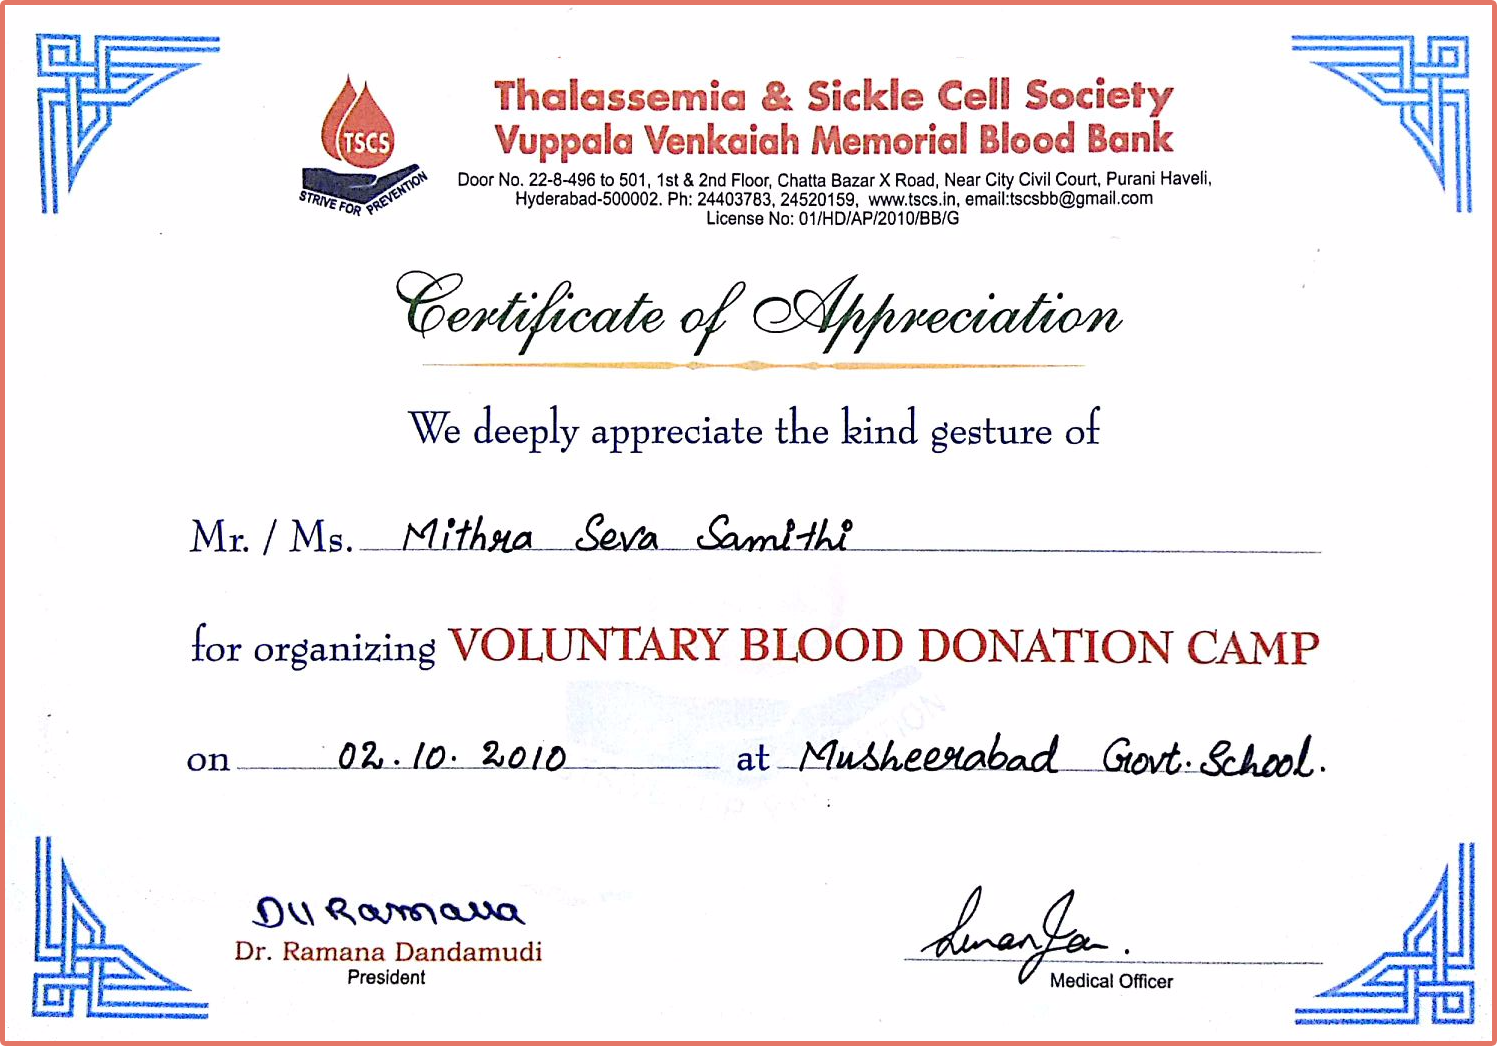 TSCS
STRIVE FOR PREVENTION
Thalassemia & Sickle Cell Society
Vuppala Venkaiah Memorial Blood Bank
Door No. 22-8-496 to 501, 1st & 2nd Floor, Chatta Bazar X Road, Near City Civil Court, Purani Haveli,
Hyderabad-500002. Ph: 24403783, 24520159, www.tscs.in, email:tscsbb@gmail.com
License No: 01/HD/AP/2010/BB/G
Certificate of Appreciation
We deeply appreciate the kind gesture of
Mr. / Ms. Mithra Seva Samithi
for organizing VOLUNTARY BLOOD DONATION CAMP
on 02.10.2010 at Musheerabad Govt. School.
Ramana
Dr. Ramana Dandamudi
President
Medical Officer